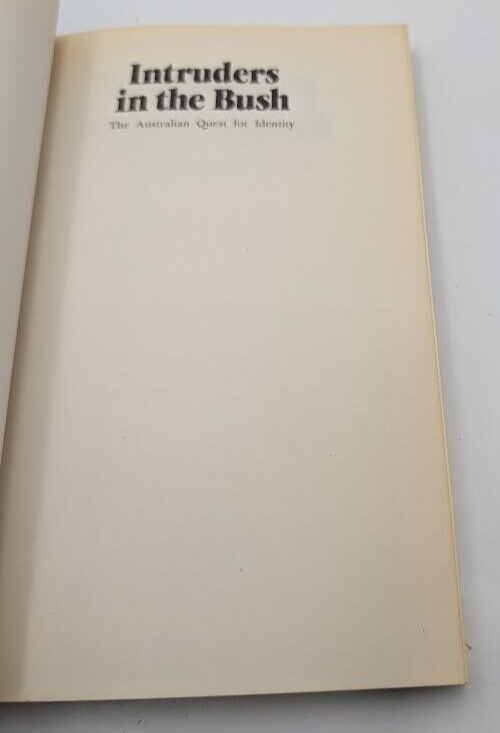 Intruders
in the Bush
The Australian Quest for Identity